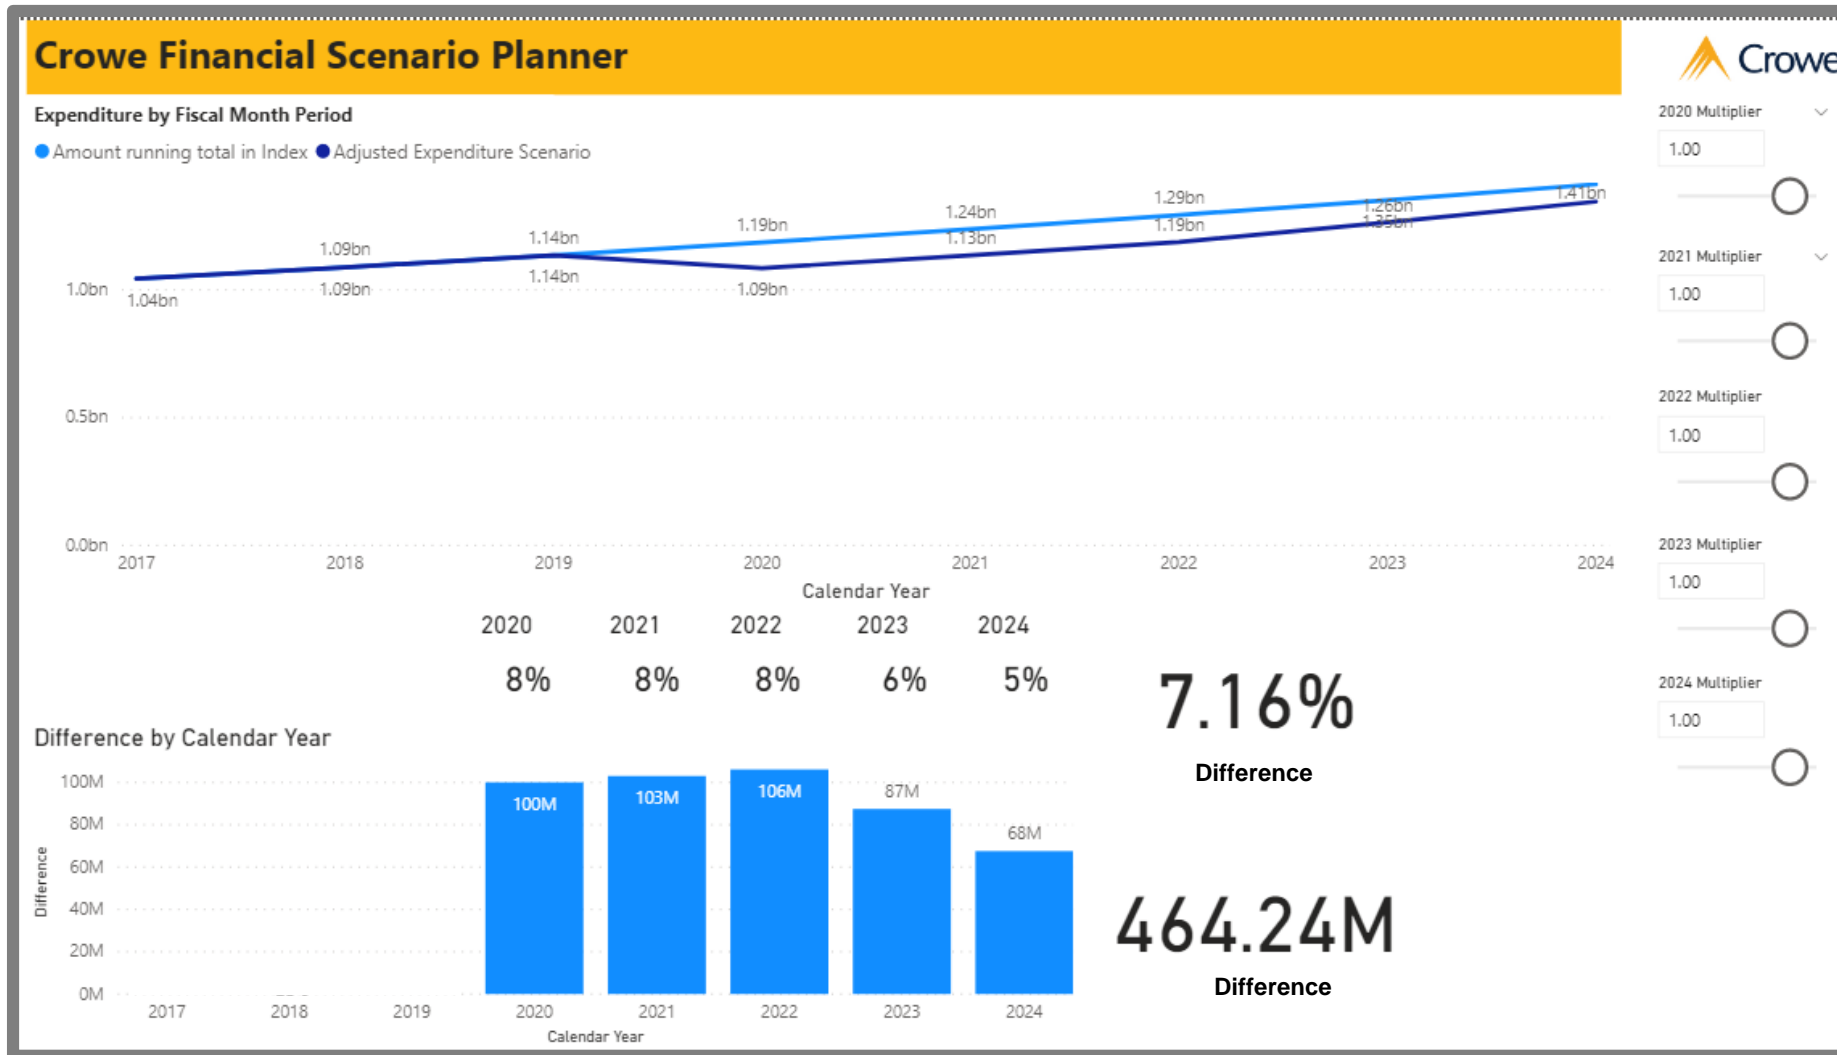 Crowe Financial Scenario Planner
Crowe
Expenditure by Fiscal Month Period
Amount running total in Index Adjusted Expenditure Scenario
1.04bn
1.09bn
1.09bn
1.14bn
1.14bn
1.19bn
1.09bn
1.24bn
1.13bn
1.29bn
1.19bn
1.26bn
1.35bn
1.41bn
1.0bn
0.5bn
0.0bn
2017 2018 2019 2020 2021 2022 2023 2024
Calendar Year
2020 2021 2022 2023 2024
8% 8% 8% 6% 5%
7.16%
Difference
464.24M
Difference
Difference by Calendar Year
Difference
100M
80M
60M
40M
20M
0M
100M 103M 106M 87M 68M
2017 2018 2019 2020 2021 2022 2023 2024
Calendar Year
2020 Multiplier
1.00
2021 Multiplier
1.00
2022 Multiplier
1.00
2023 Multiplier
1.00
2024 Multiplier
1.00